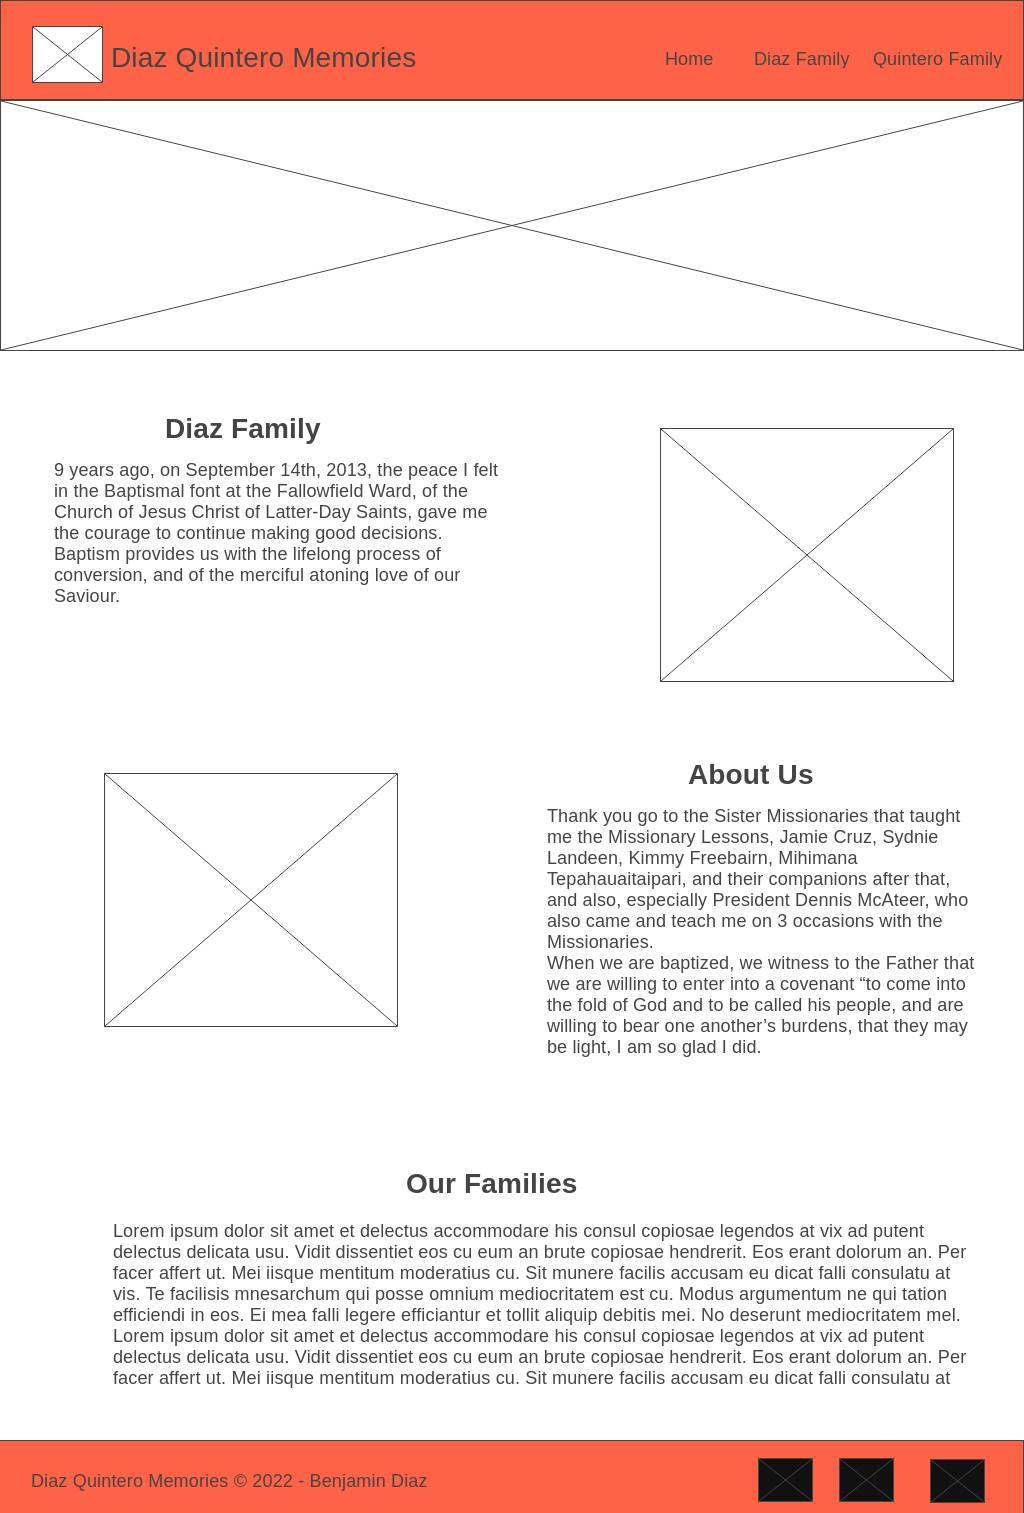 Diaz Quintero Memories
Home Diaz Family Quintero Family
Diaz Family
9 years ago, on September 14th, 2013, the peace I felt
in the Baptismal font at the Fallowfield Ward, of the
Church of Jesus Christ of Latter-Day Saints, gave me
the courage to continue making good decisions.
Baptism provides us with the lifelong process of
conversion, and of the merciful atoning love of our
Saviour.
About Us
Thank you go to the Sister Missionaries that taught
me the Missionary Lessons, Jamie Cruz, Sydnie
Landeen, Kimmy Freebairn, Mihimana
Tepahauaitaipari, and their companions after that,
and also, especially President Dennis McAteer, who
also came and teach me on 3 occasions with the
Missionaries.
When we are baptized, we witness to the Father that
we are willing to enter into a covenant “to come into
the fold of God and to be called his people, and are
willing to bear one another’s burdens, that they may
be light, I am so glad I did.
Our Families
Lorem ipsum dolor sit amet et delectus accommodare his consul copiosae legendos at vix ad putent
delectus delicata usu. Vidit dissentiet eos cu eum an brute copiosae hendrerit. Eos erant dolorum an. Per
facer affert ut. Mei iisque mentitum moderatius cu. Sit munere facilis accusam eu dicat falli consulatu at
vis. Te facilisis mnesarchum qui posse omnium mediocritatem est cu. Modus argumentum ne qui tation
efficiendi in eos. Ei mea falli legere efficiantur et tollit aliquip debitis mei. No deserunt mediocritatem mel.
Lorem ipsum dolor sit amet et delectus accommodare his consul copiosae legendos at vix ad putent
delectus delicata usu. Vidit dissentiet eos cu eum an brute copiosae hendrerit. Eos erant dolorum an. Per
facer affert ut. Mei iisque mentitum moderatius cu. Sit munere facilis accusam eu dicat falli consulatu at
Diaz Quintero Memories © 2022 - Benjamin Diaz